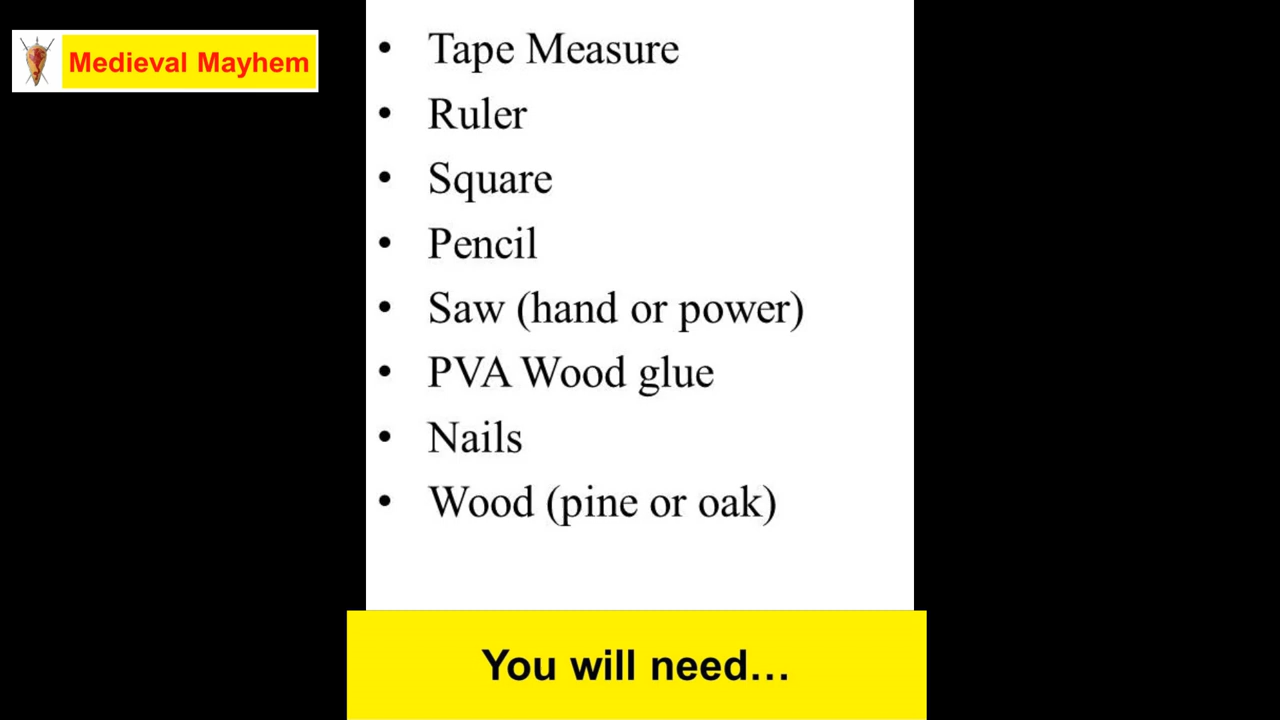 Medieval Mayhem
• Tape Measure
• Ruler
• Square
• Pencil
• Saw (hand or power)
• PVA Wood glue
• Nails
• Wood (pine or oak)
You will need…